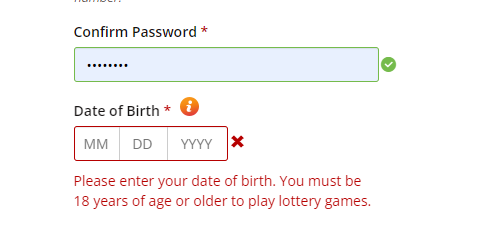 number.
Confirm Password *
••••••••
Date of Birth *
MM DD YYYY
Please enter your date of birth. You must be
18 years of age or older to play lottery games.